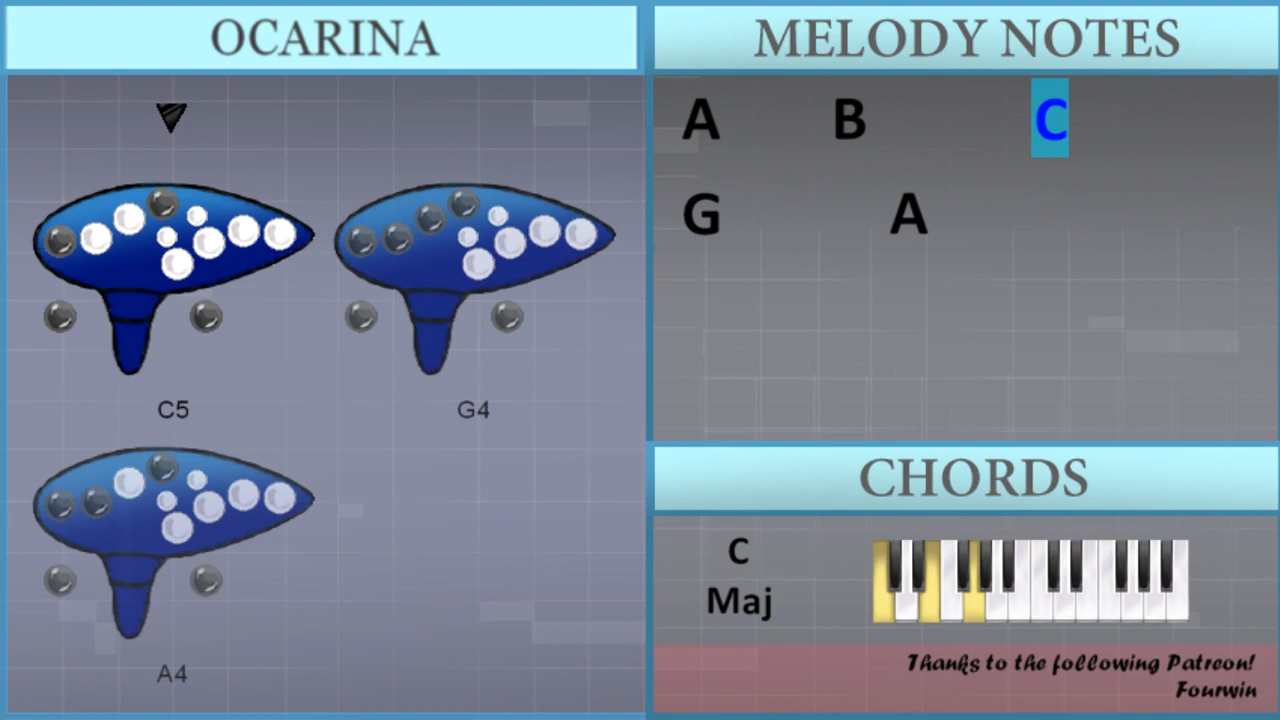 OCARINA
C5
G4
A4
MELODY NOTES
A B C
G A
CHORDS
C
Maj
Thanks to the following Patreon!
Fourwin